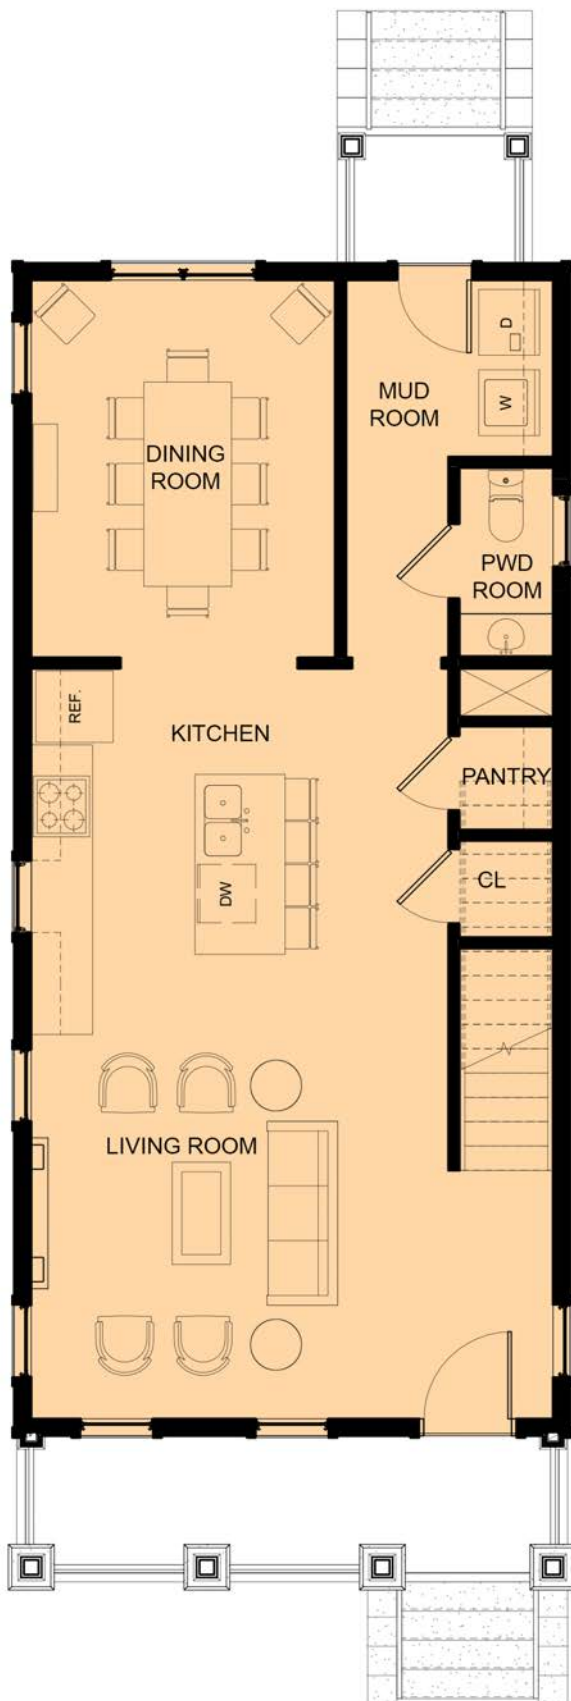 D
MUD
ROOM
W
DINING
ROOM
PWD
ROOM
REF.
KITCHEN
PANTRY
DW
CL
LIVING ROOM